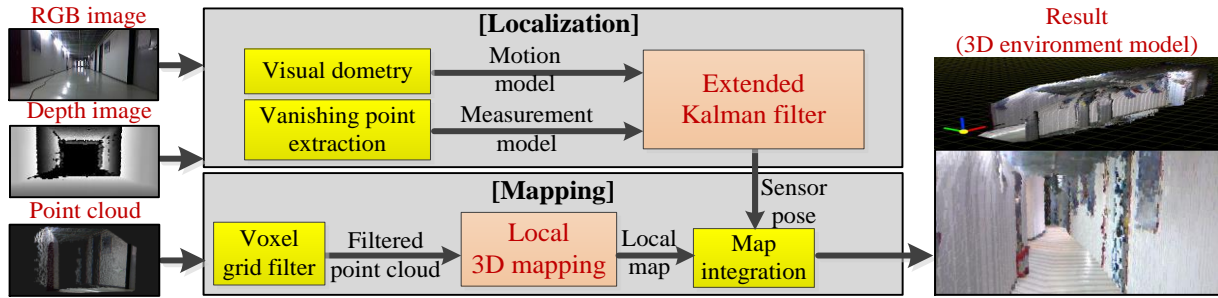 RGB image
Depth image
Point cloud
[Localization]
Visual dometry
Motion
model
Vanishing point
extraction
Measurement
model
Extended
Kalman filter
[Mapping]
Sensor
pose
Voxel
grid filter
Filtered
point cloud
Local
3D mapping
Local
map
Map
integration
Result
(3D environment model)